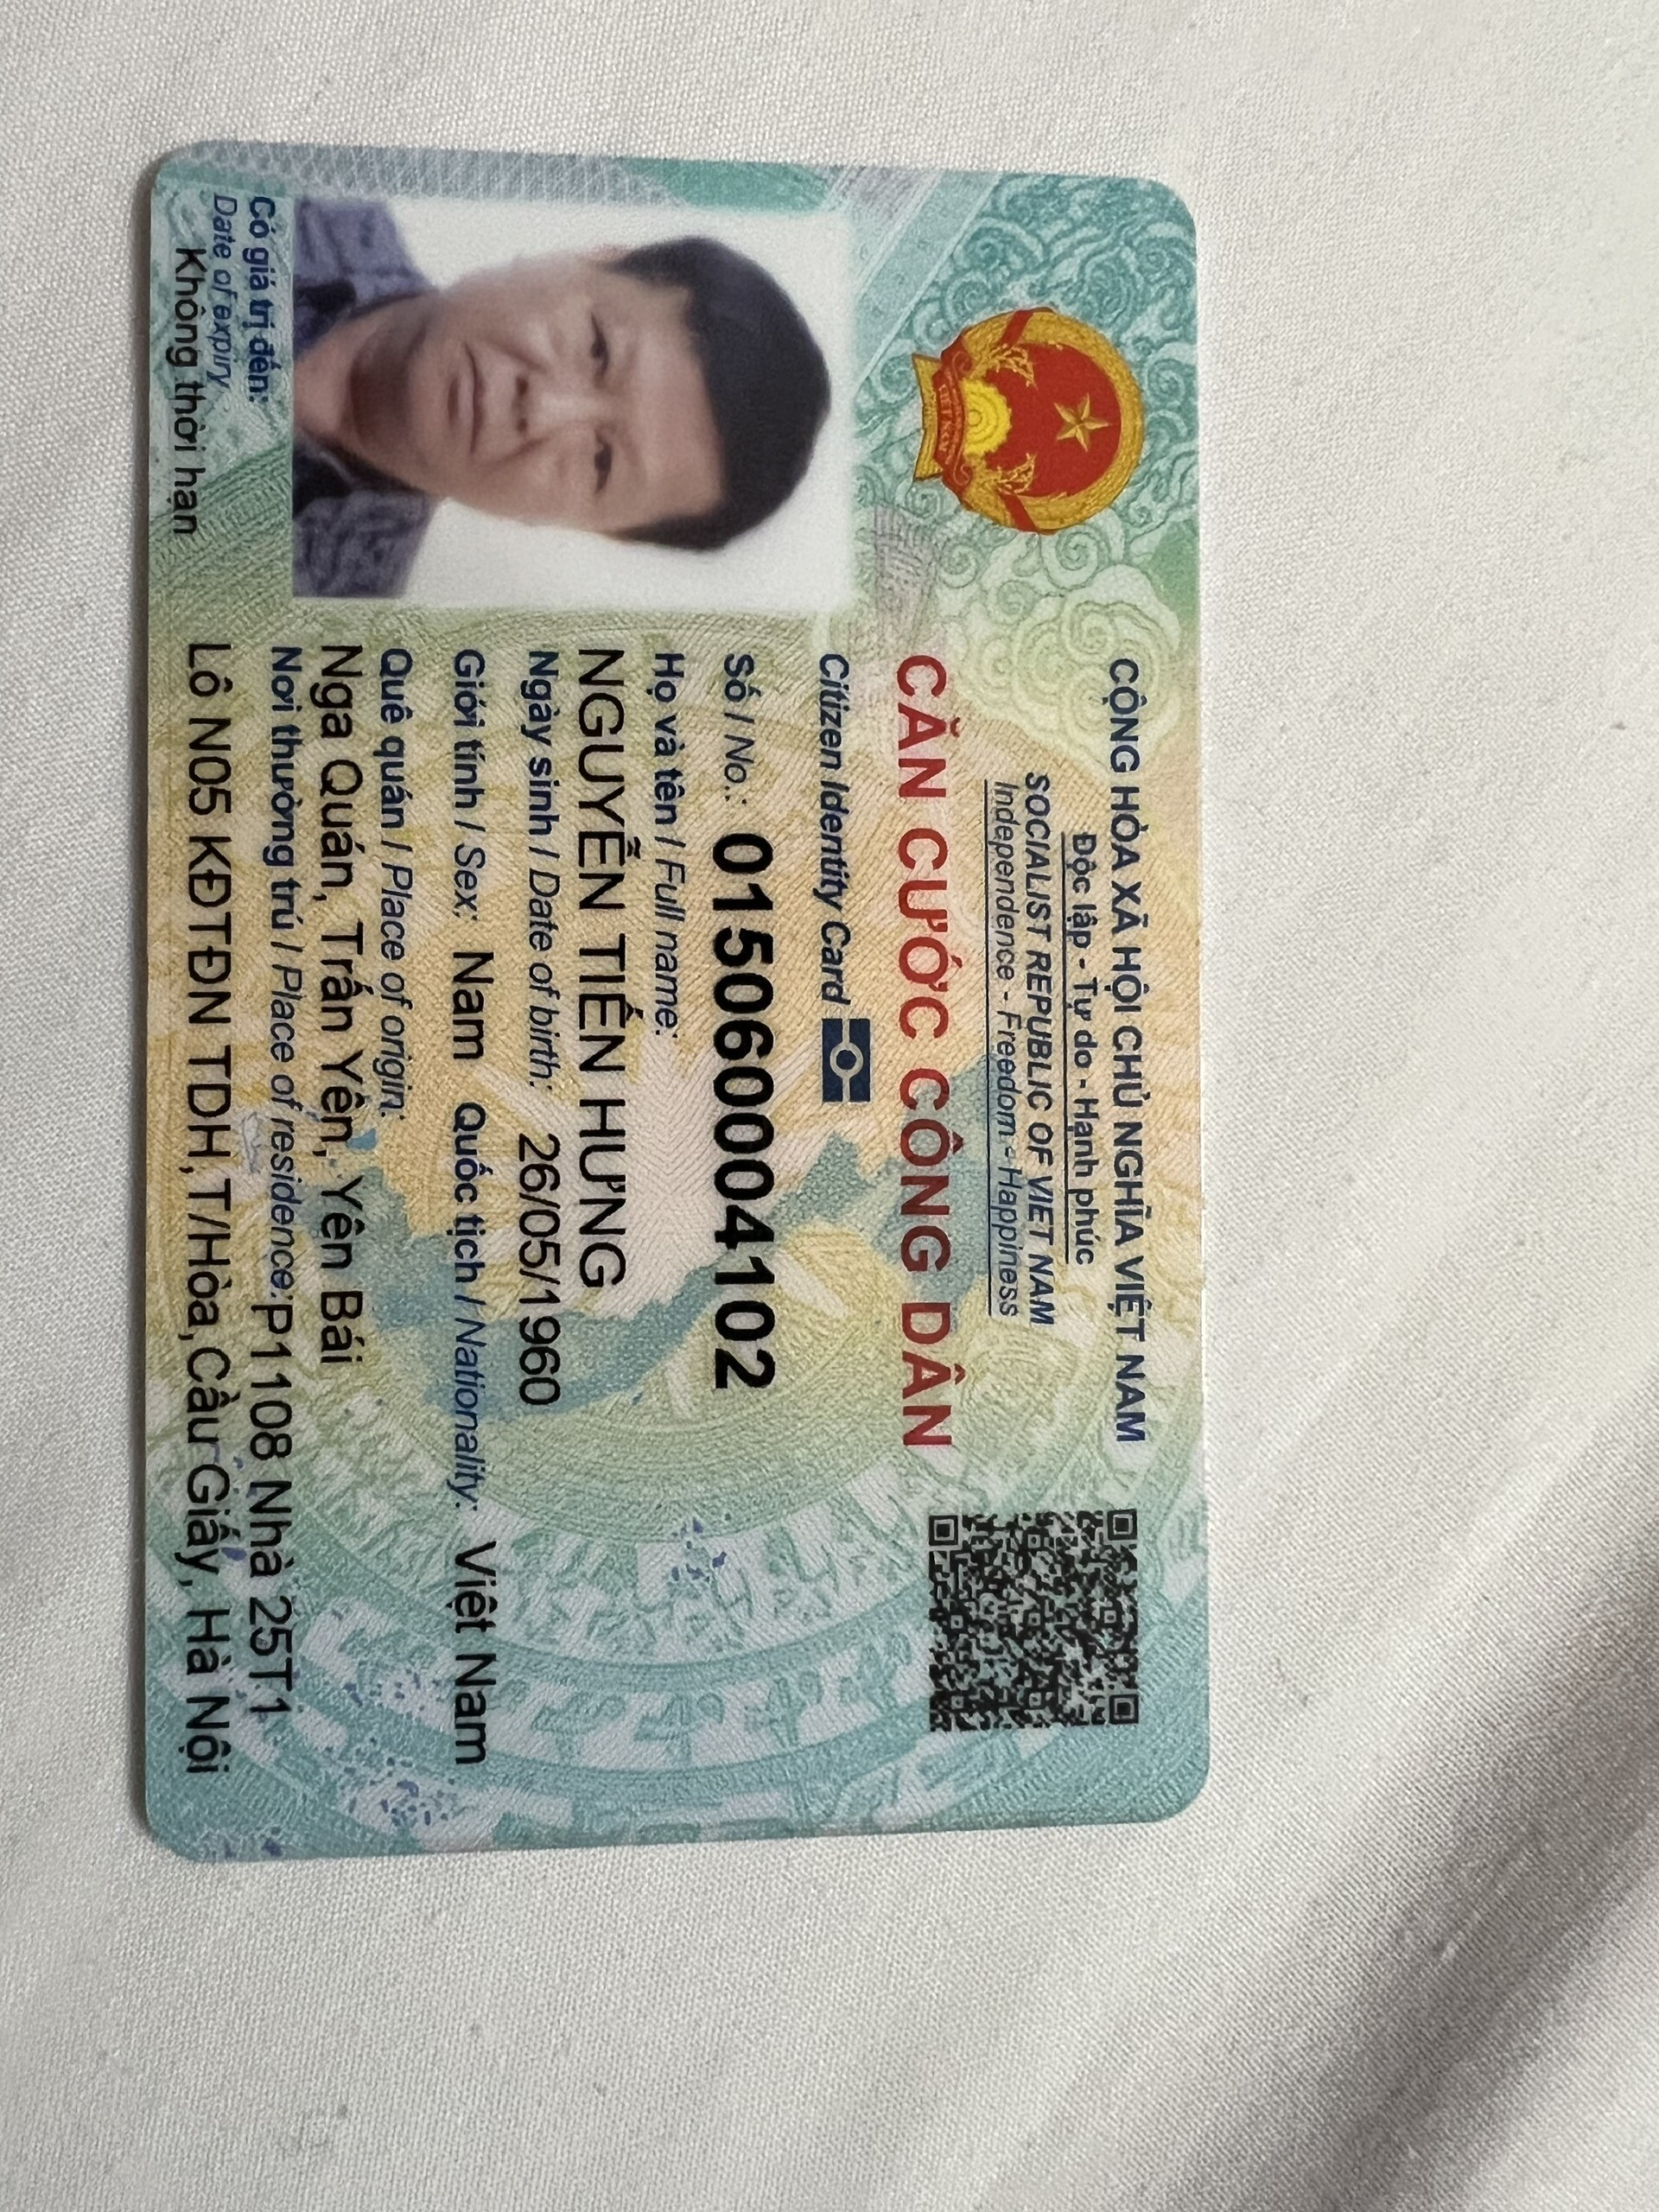 CỘNG HÒA XÃ HỘI CHỦ NGHĨA VIỆT NAM
Độc lập - Tự do - Hạnh phúc
SOCIALIST REPUBLIC OF VIET NAM
Independence - Freedom - Happiness
CĂN CƯỚC CÔNG DÂN
Citizen Identity Card
Số / No.: 015060004102
Họ và tên / Full name:
NGUYỄN TIẾN HƯNG
Ngày sinh / Date of birth: 26/05/1960
Giới tính / Sex: Nam Quốc tịch / Nationality: Việt Nam
Quê quán / Place of origin:
Nga Quán, Trấn Yên, Yên Bái
Nơi thường trú / Place of residence: P1108 Nhà 25T1
Lô N05 KĐTĐN TDH,T/Hòa, Cầu Giấy, Hà Nội
Có giá trị đến:
Date of expiry
Không thời hạn